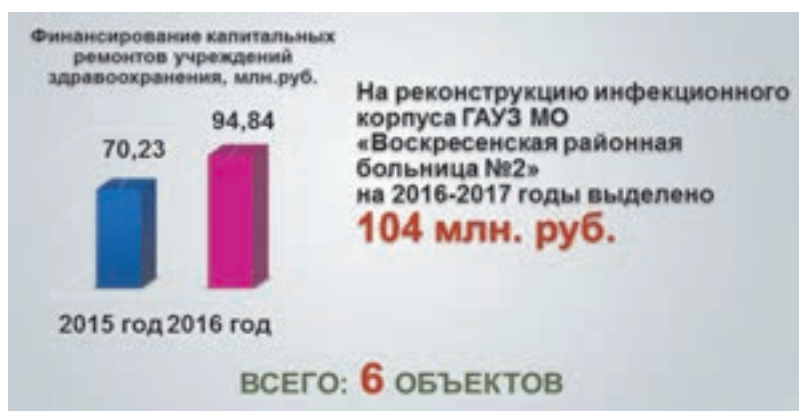 Финансирование капитальных
ремонтов учреждений
здравоохранения, млн.руб.
94,84
70,23
2015 год 2016 год
На реконструкцию инфекционного
корпуса ГАУЗ МО
«Воскресенская районная
больница №2»
на 2016-2017 годы выделено
104 млн. руб.
ВСЕГО: 6 ОБЪЕКТОВ